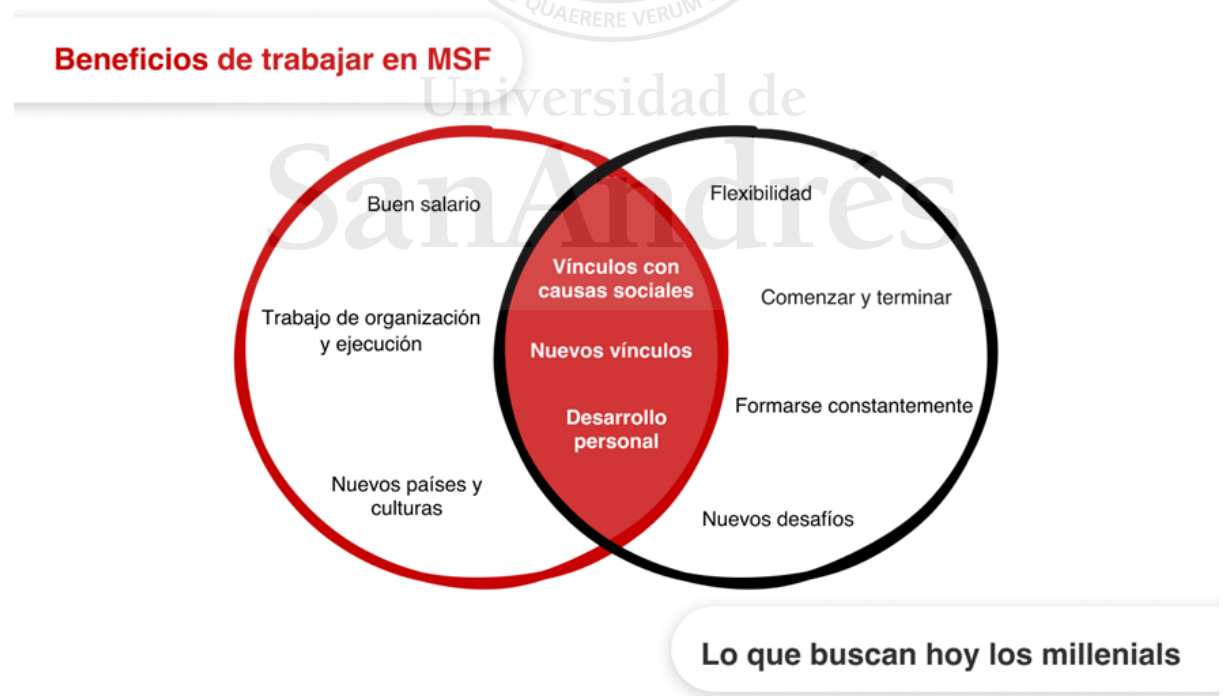 QUAERERE VERUM
Beneficios de trabajar en MSF
Universidad de
SanAndrés
Buen salario
Trabajo de organización
y ejecución
Nuevos países y
culturas
Vínculos con
causas sociales
Nuevos vínculos
Desarrollo
personal
Flexibilidad
Comenzar y terminar
Formarse constantemente
Nuevos desafíos
Lo que buscan hoy los millenials